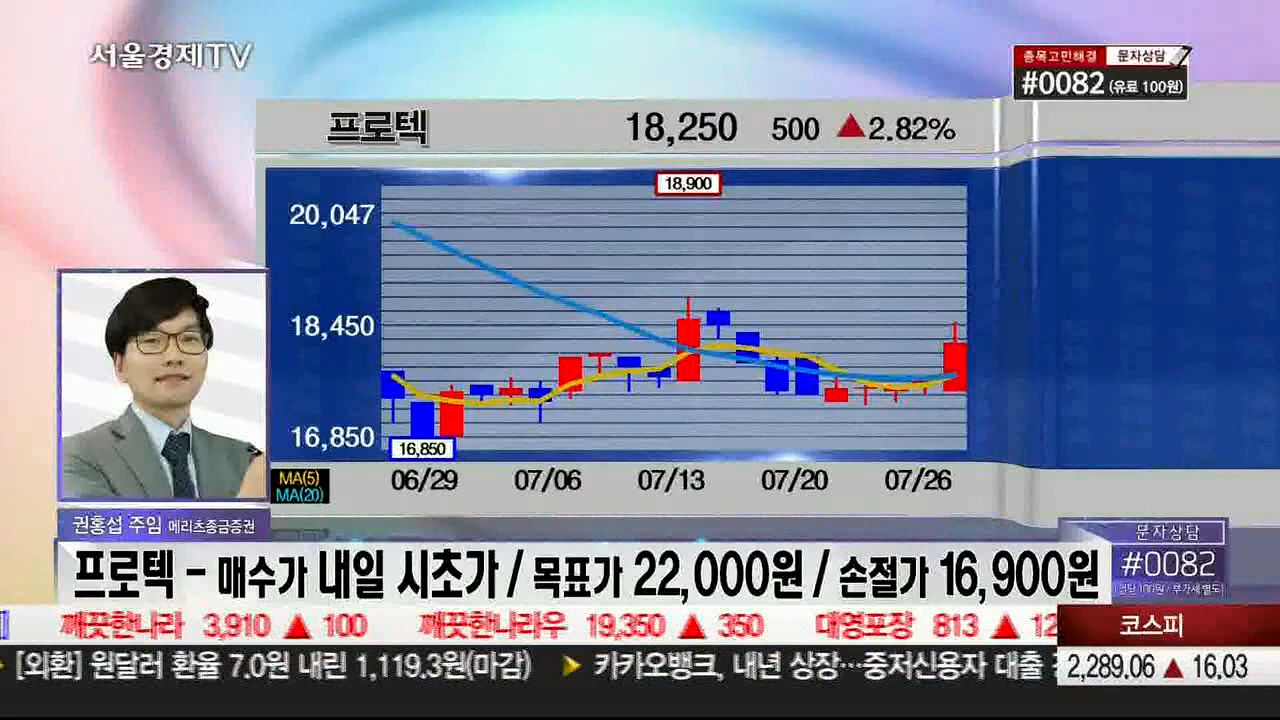 서울경제TV
종목고민해결 문자상담
#0082 (유료 100원)
프로텍 18,250 500 ▲2.82%
18,900
20,047
18,450
16,850
16,850
06/29 07/06 07/13 07/20 07/26
MA(5)
MA(20)
권홍섭 주임 메리츠종금증권
프로텍 - 매수가 내일 시초가 / 목표가 22,000원 / 손절가 16,900원
문자상담
#0082
깨끗한나라 3,910 ▲ 100 깨끗한나라우 19,350 ▲ 350 대영포장 813 ▲ 12
코스피
[외환] 원달러 환율 7.0원 내린 1,119.3원(마감) ▶ 카카오뱅크, 내년 상장…중저신용자 대출
2,289.06 ▲ 16.03